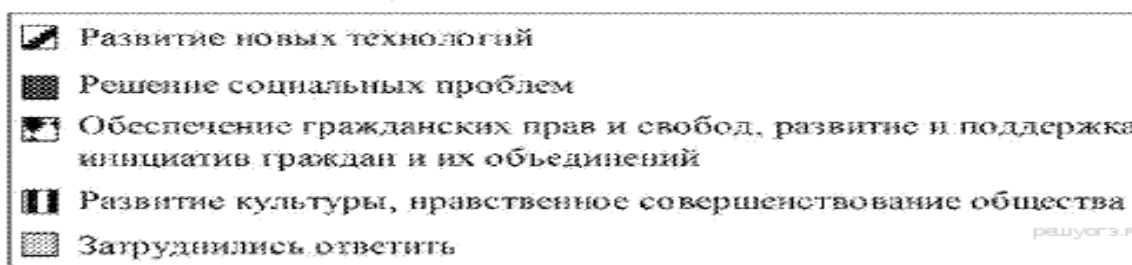 Развитие новых технологий
Решение социальных проблем
Обеспечение гражданских прав и свобод, развитие и поддержка
инициатив граждан и их объединений
Развитие культуры, нравственное совершенствование общества
Затруднились ответить
решуогэ.р